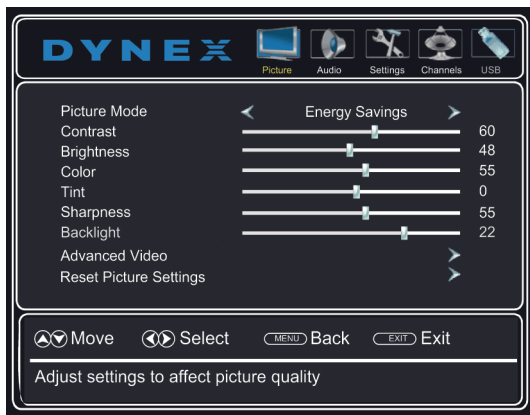 DYNEX
Picture Audio Settings Channels USB
Picture Mode Energy Savings
Contrast 60
Brightness 48
Color 55
Tint 0
Sharpness 55
Backlight 22
Advanced Video
Reset Picture Settings
Move Select MENU Back EXIT Exit
Adjust settings to affect picture quality